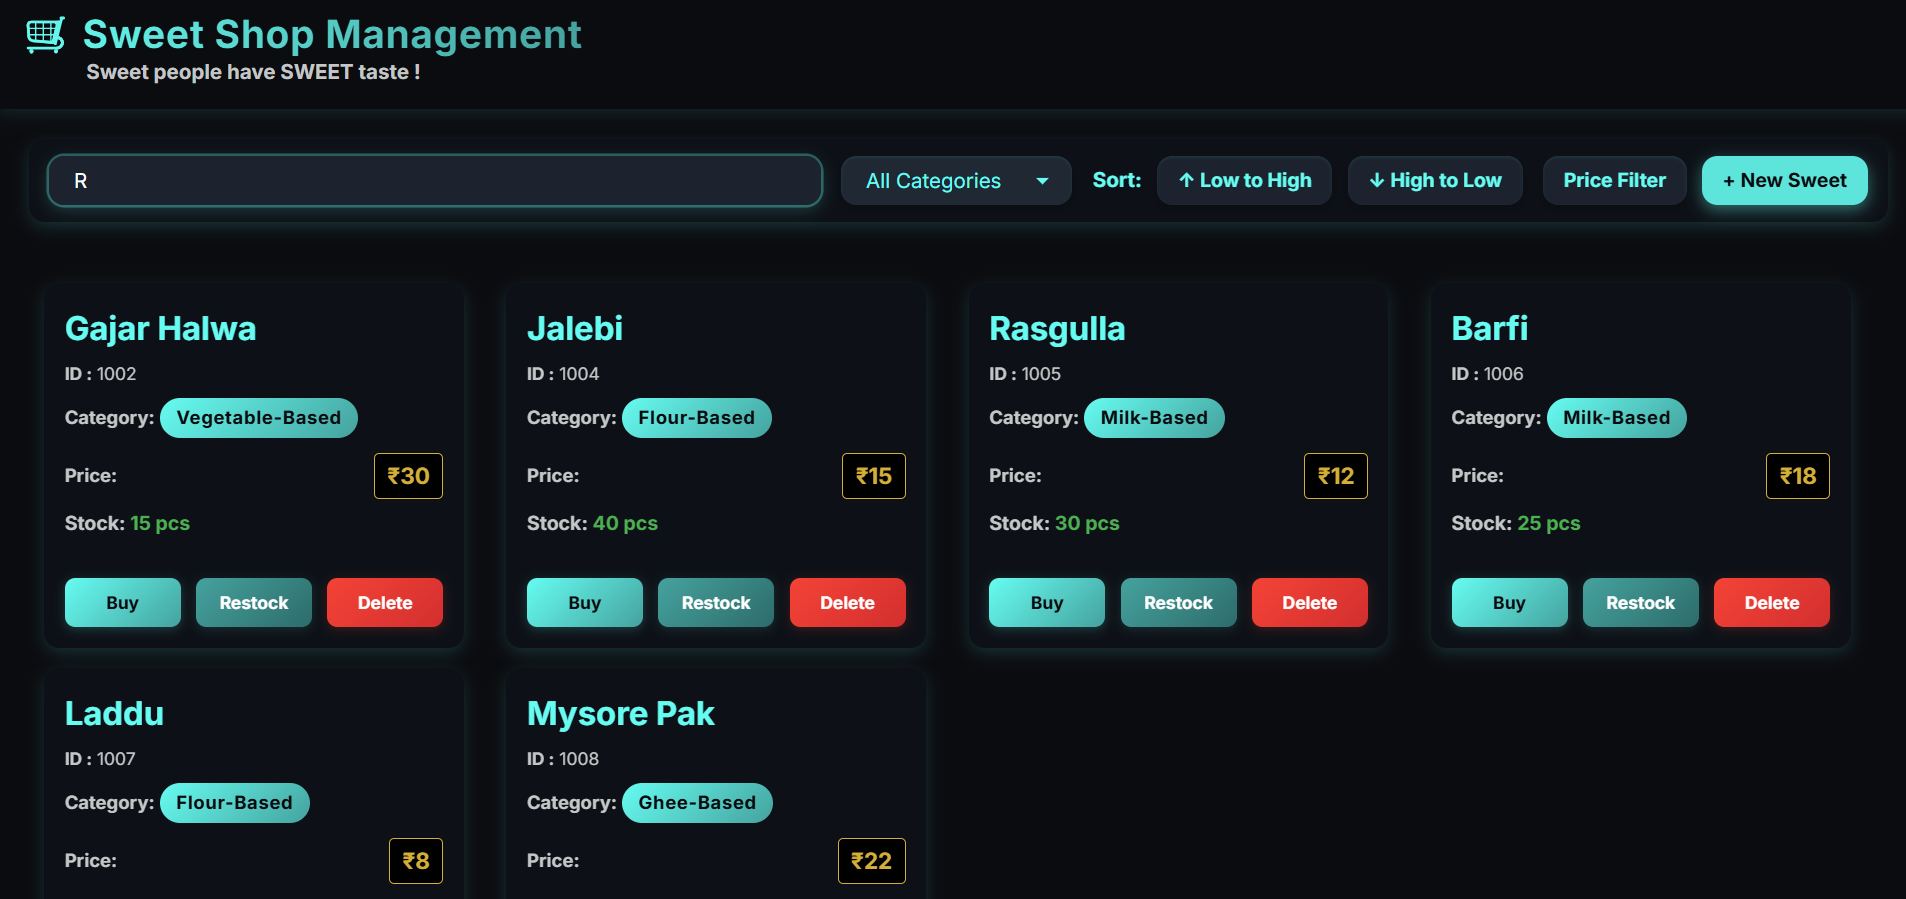 Sweet Shop Management
Sweet people have SWEET taste !
R
All Categories
Sort:
↑ Low to High
↓ High to Low
Price Filter
+ New Sweet
Gajar Halwa
ID : 1002
Category: Vegetable-Based
Price: ₹30
Stock: 15 pcs
Buy Restock Delete
Jalebi
ID : 1004
Category: Flour-Based
Price: ₹15
Stock: 40 pcs
Buy Restock Delete
Rasgulla
ID : 1005
Category: Milk-Based
Price: ₹12
Stock: 30 pcs
Buy Restock Delete
Barfi
ID : 1006
Category: Milk-Based
Price: ₹18
Stock: 25 pcs
Buy Restock Delete
Laddu
ID : 1007
Category: Flour-Based
Price: ₹8
Mysore Pak
ID : 1008
Category: Ghee-Based
Price: ₹22